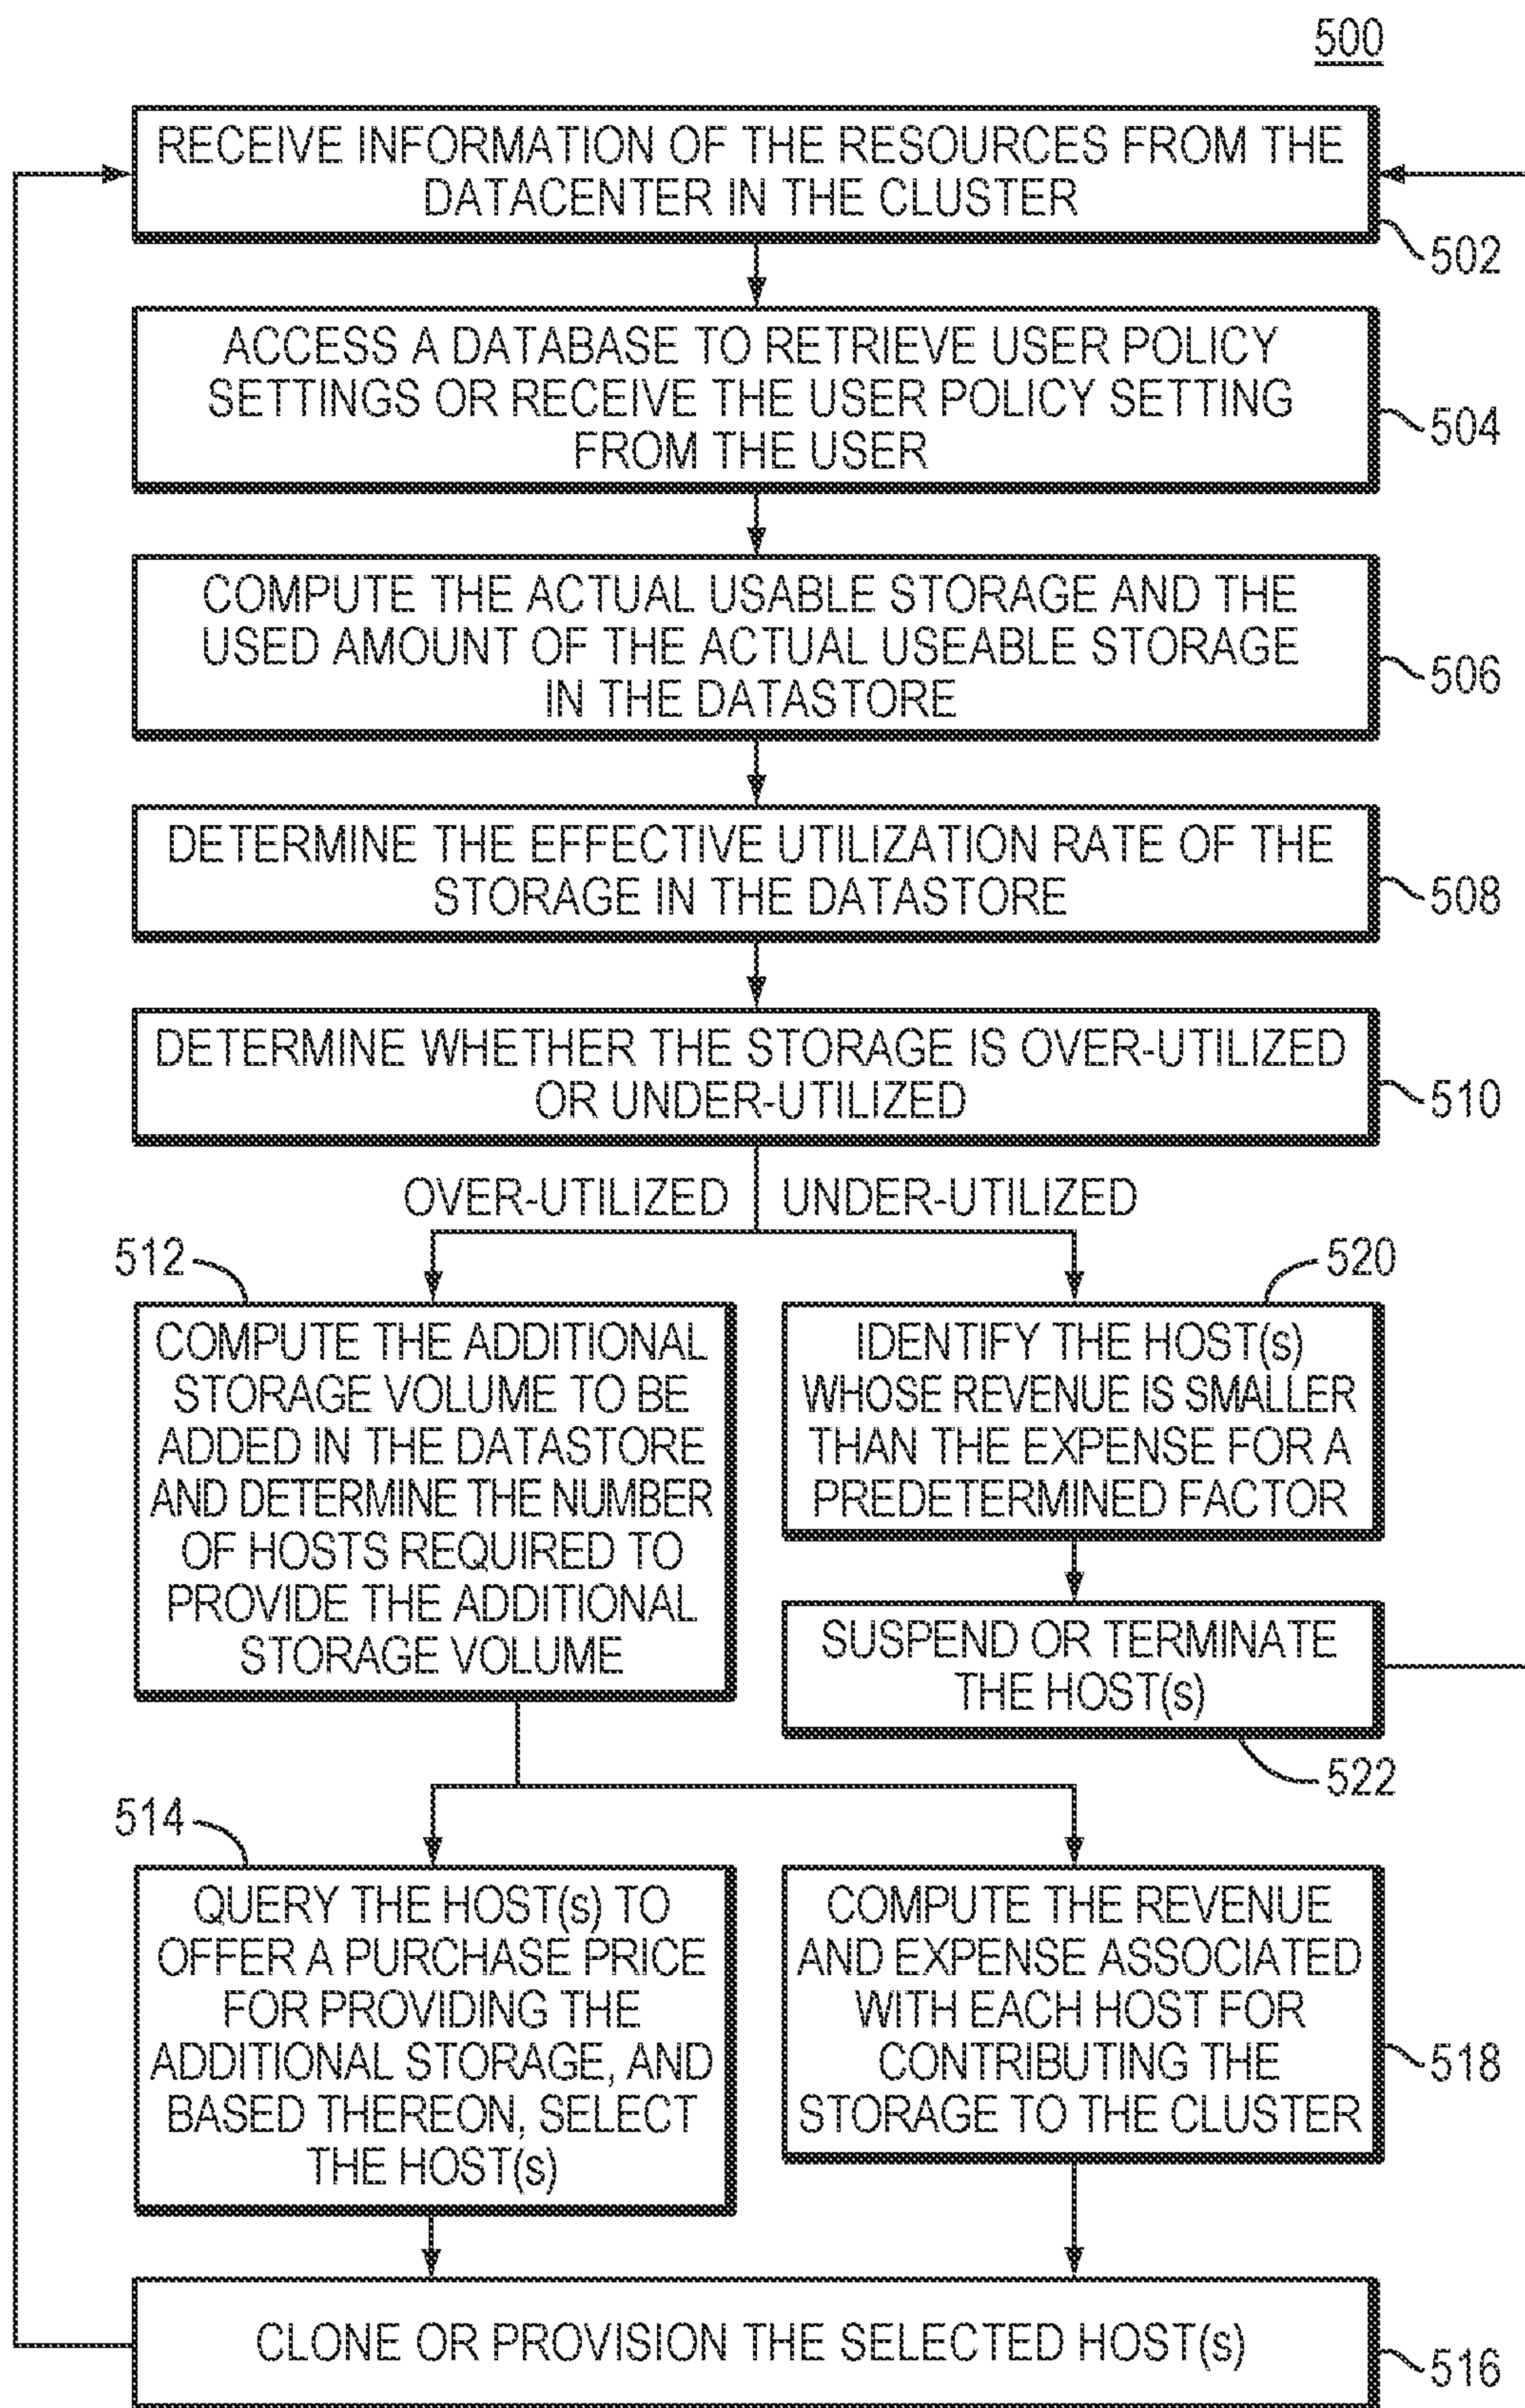 500
RECEIVE INFORMATION OF THE RESOURCES FROM THE
DATACENTER IN THE CLUSTER
502
ACCESS A DATABASE TO RETRIEVE USER POLICY
SETTINGS OR RECEIVE THE USER POLICY SETTING
FROM THE USER
504
COMPUTE THE ACTUAL USABLE STORAGE AND THE
USED AMOUNT OF THE ACTUAL USEABLE STORAGE
IN THE DATASTORE
506
DETERMINE THE EFFECTIVE UTILIZATION RATE OF THE
STORAGE IN THE DATASTORE
508
DETERMINE WHETHER THE STORAGE IS OVER-UTILIZED
OR UNDER-UTILIZED
510
OVER-UTILIZED
UNDER-UTILIZED
512
COMPUTE THE ADDITIONAL
STORAGE VOLUME TO BE
ADDED IN THE DATASTORE
AND DETERMINE THE NUMBER
OF HOSTS REQUIRED TO
PROVIDE THE ADDITIONAL
STORAGE VOLUME
520
IDENTIFY THE HOST(s)
WHOSE REVENUE IS SMALLER
THAN THE EXPENSE FOR A
PREDETERMINED FACTOR
SUSPEND OR TERMINATE
THE HOST(s)
522
514
QUERY THE HOST(s) TO
OFFER A PURCHASE PRICE
FOR PROVIDING THE
ADDITIONAL STORAGE, AND
BASED THEREON, SELECT
THE HOST(s)
COMPUTE THE REVENUE
AND EXPENSE ASSOCIATED
WITH EACH HOST FOR
CONTRIBUTING THE
STORAGE TO THE CLUSTER
518
CLONE OR PROVISION THE SELECTED HOST(s)
516